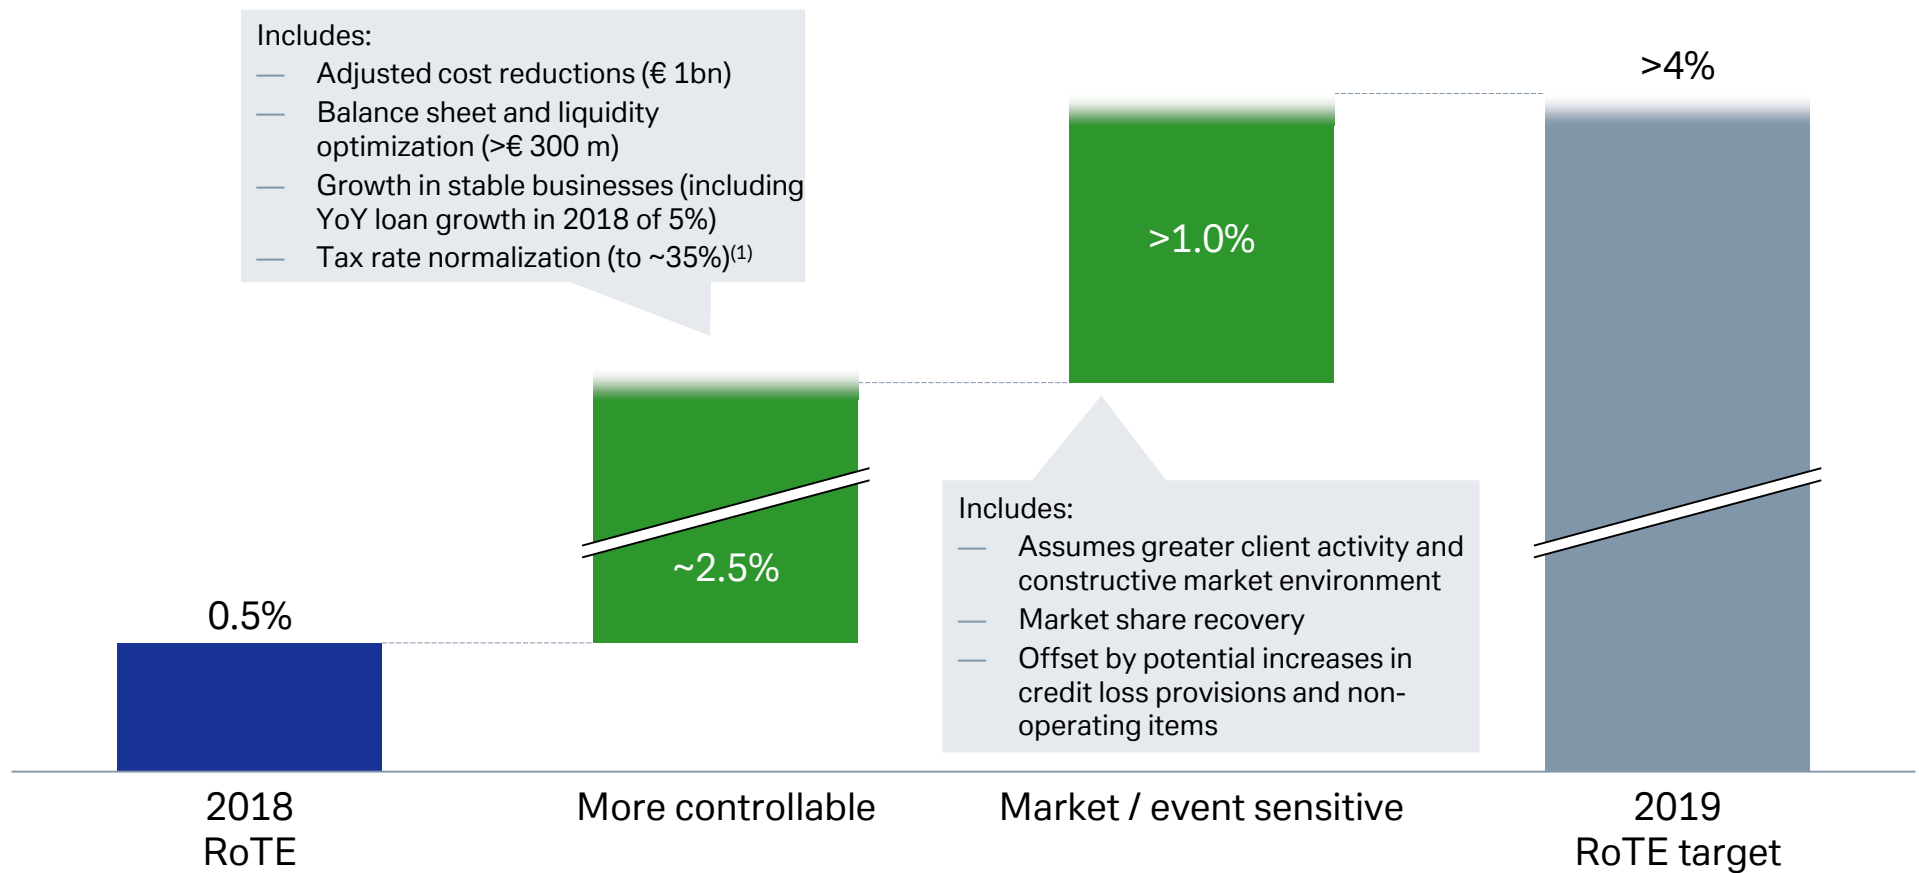 Includes:
— Adjusted cost reductions (€ 1bn)
— Balance sheet and liquidity
optimization (>€ 300 m)
— Growth in stable businesses (including
YoY loan growth in 2018 of 5%)
— Tax rate normalization (to ~35%)(1)
>4%
>1.0%
~2.5%
0.5%
Includes:
— Assumes greater client activity and
constructive market environment
— Market share recovery
— Offset by potential increases in
credit loss provisions and non-
operating items
2018
RoTE
More controllable
Market / event sensitive
2019
RoTE target